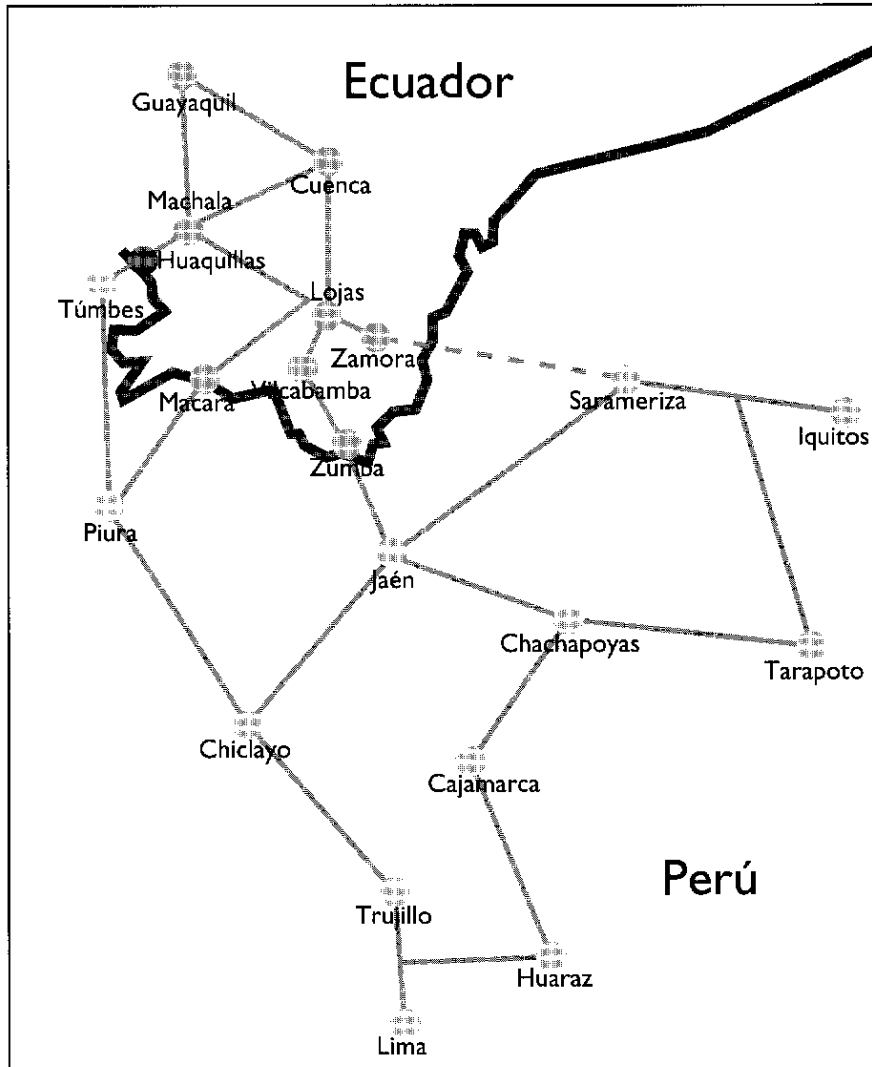 Ecuador
Guayaquil
Cuenca
Machala
Huaquillas
Lojas
Túmbes
Zamora
Vilcabamba
Macara
Sarameriza
Iquitos
Zumba
Piura
Jaén
Chachapoyas
Tarapoto
Chiclayo
Cajamarca
Perú
Trujillo
Huaraz
Lima